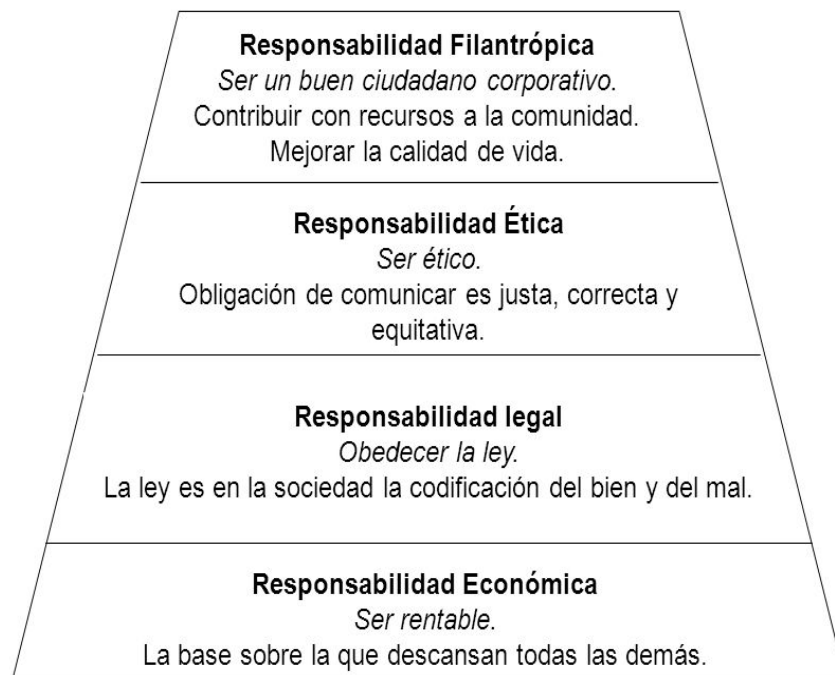 Responsabilidad Filantrópica
Ser un buen ciudadano corporativo.
Contribuir con recursos a la comunidad.
Mejorar la calidad de vida.
Responsabilidad Ética
Ser ético.
Obligación de comunicar es justa, correcta y
equitativa.
Responsabilidad legal
Obedecer la ley.
La ley es en la sociedad la codificación del bien y del mal.
Responsabilidad Económica
Ser rentable.
La base sobre la que descansan todas las demás.